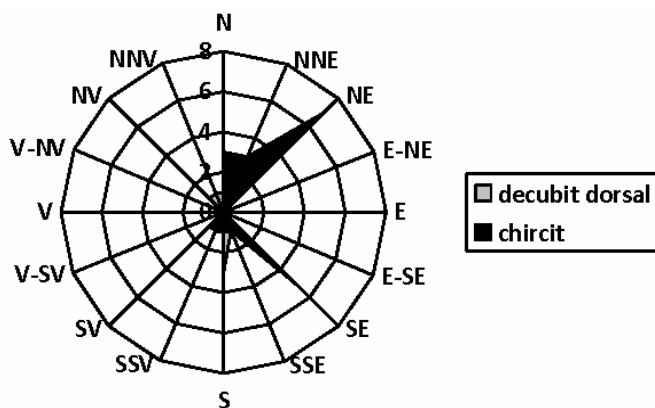 N
NNV
NNE
NV
NE
V-NV
E-NE
V
E
V-SV
E-SE
SV
SE
SSV
SSE
S
8
6
4
2
0
decubit dorsal
chircit